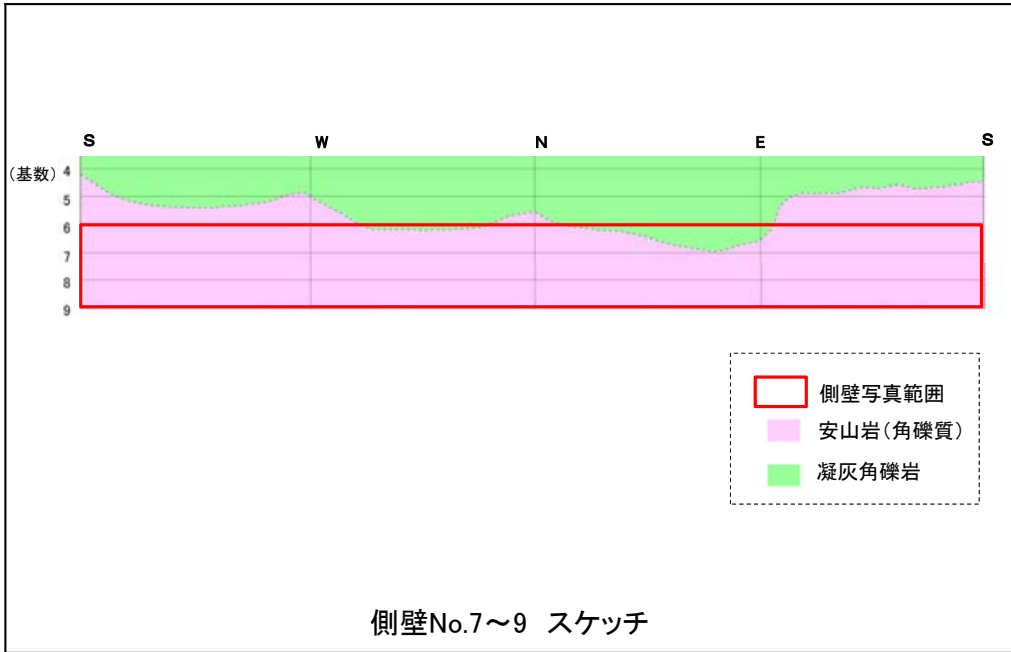 S W N E S
(基数) 4
5
6
7
8
9
側壁写真範囲
安山岩(角礫質)
凝灰角礫岩
側壁No.7~9 スケッチ